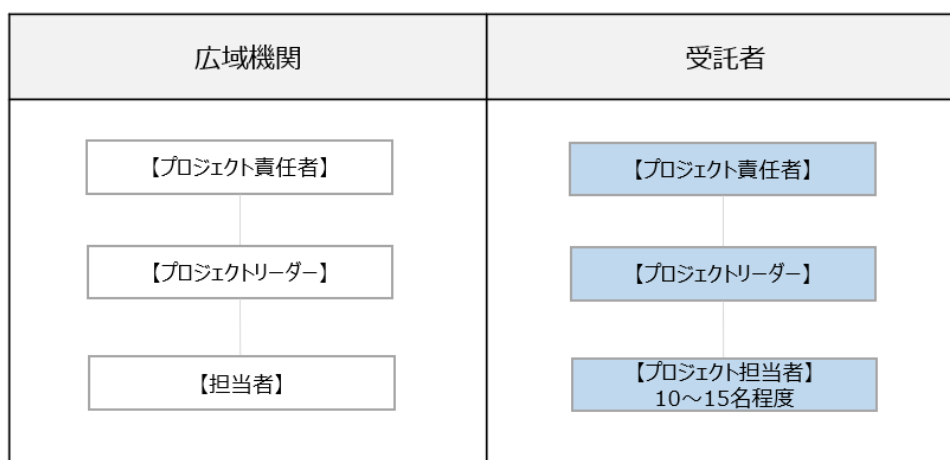 広域機関
受託者
【プロジェクト責任者】
【プロジェクト責任者】
【プロジェクトリーダー】
【プロジェクトリーダー】
【担当者】
【プロジェクト担当者】
10～15名程度